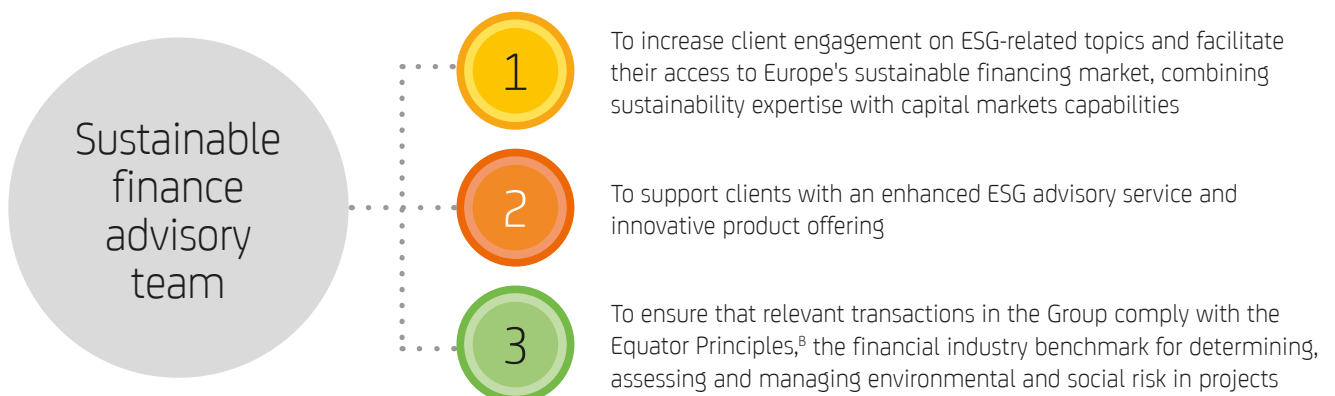 Sustainable
finance
advisory
team
1
To increase client engagement on ESG-related topics and facilitate
their access to Europe's sustainable financing market, combining
sustainability expertise with capital markets capabilities
2
To support clients with an enhanced ESG advisory service and
innovative product offering
3
To ensure that relevant transactions in the Group comply with the
Equator Principles,ᴮ the financial industry benchmark for determining,
assessing and managing environmental and social risk in projects